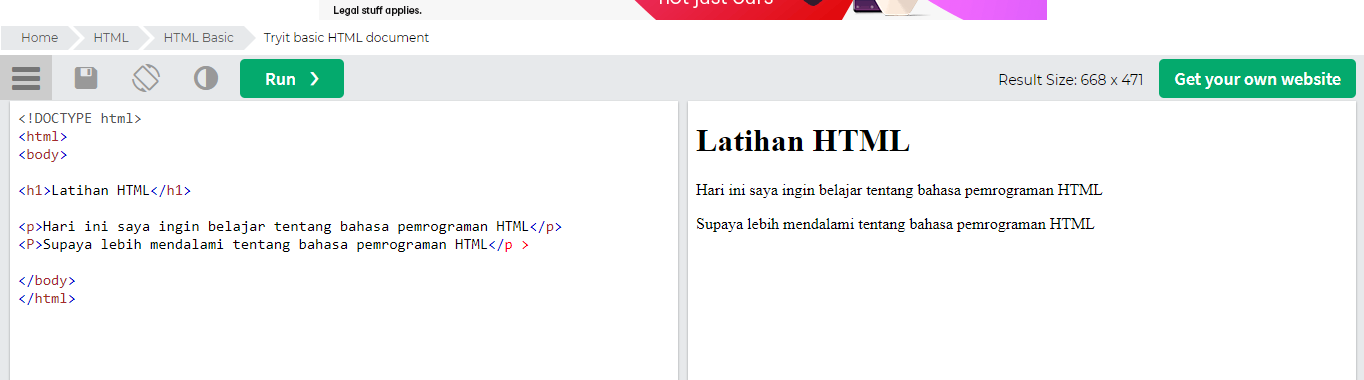 not just ours
Legal stuff applies.
Home HTML HTML Basic Tryit basic HTML document
Run ❯ Result Size: 668 x 471 Get your own website
<!DOCTYPE html>
<html>
<body>
<h1>Latihan HTML</h1>
<p>Hari ini saya ingin belajar tentang bahasa pemrograman HTML</p>
<P>Supaya lebih mendalami tentang bahasa pemrograman HTML</p >
</body>
</html>
Latihan HTML
Hari ini saya ingin belajar tentang bahasa pemrograman HTML
Supaya lebih mendalami tentang bahasa pemrograman HTML